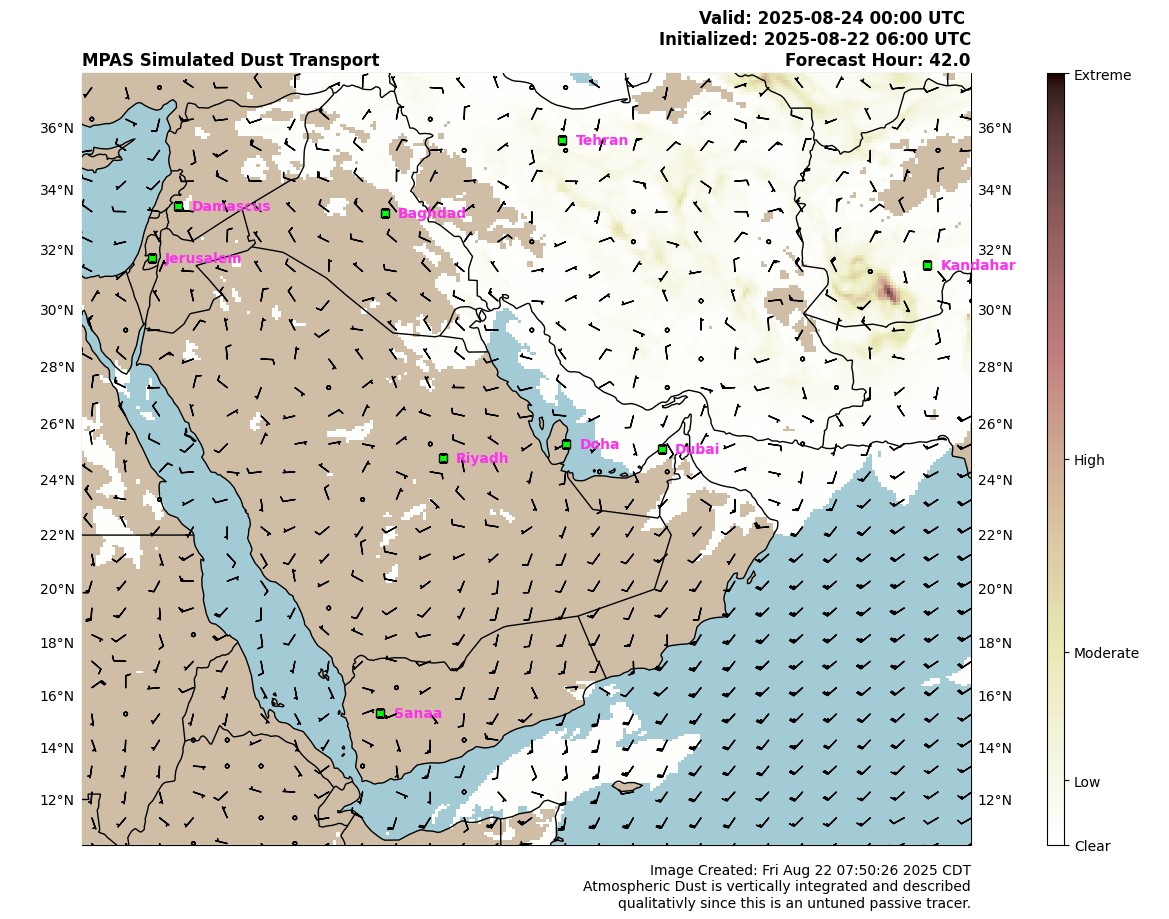 Valid: 2025-08-24 00:00 UTC
Initialized: 2025-08-22 06:00 UTC
MPAS Simulated Dust Transport
Forecast Hour: 42.0
Extreme
36°N
36°N
Tehran
34°N
34°N
Damascus
Baghdad
32°N
32°N
Jerusalem
Kandahar
30°N
30°N
28°N
28°N
26°N
26°N
Doha
Dubai
Riyadh
High
24°N
24°N
22°N
22°N
20°N
20°N
18°N
18°N
Moderate
16°N
16°N
Sanaa
14°N
14°N
Low
12°N
12°N
Clear
Image Created: Fri Aug 22 07:50:26 2025 CDT
Atmospheric Dust is vertically integrated and described
qualitativly since this is an untuned passive tracer.